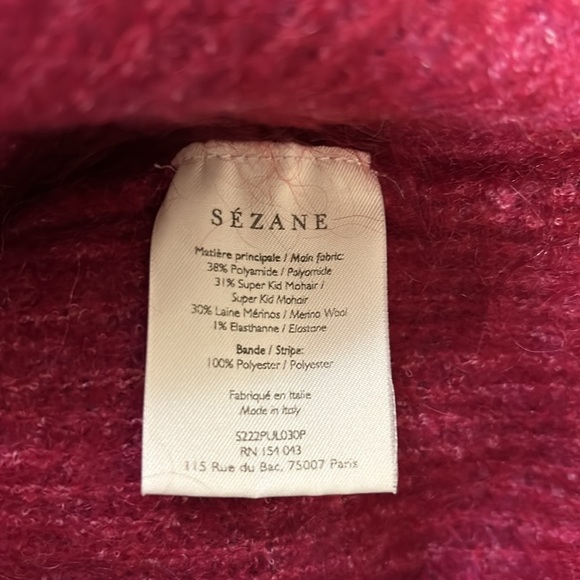 SÉZANE
Matière principale / Main fabric:
38% Polyamide / Polyamide
31% Super Kid Mohair /
Super Kid Mohair
30% Laine Mérinos / Merino Wool
1% Elasthanne / Elastane
Bande / Stripe:
100% Polyester / Polyester
Fabriqué en Italie
Made in Italy
S222PUL030P
RN 154 043
115 Rue du Bac, 75007 Paris